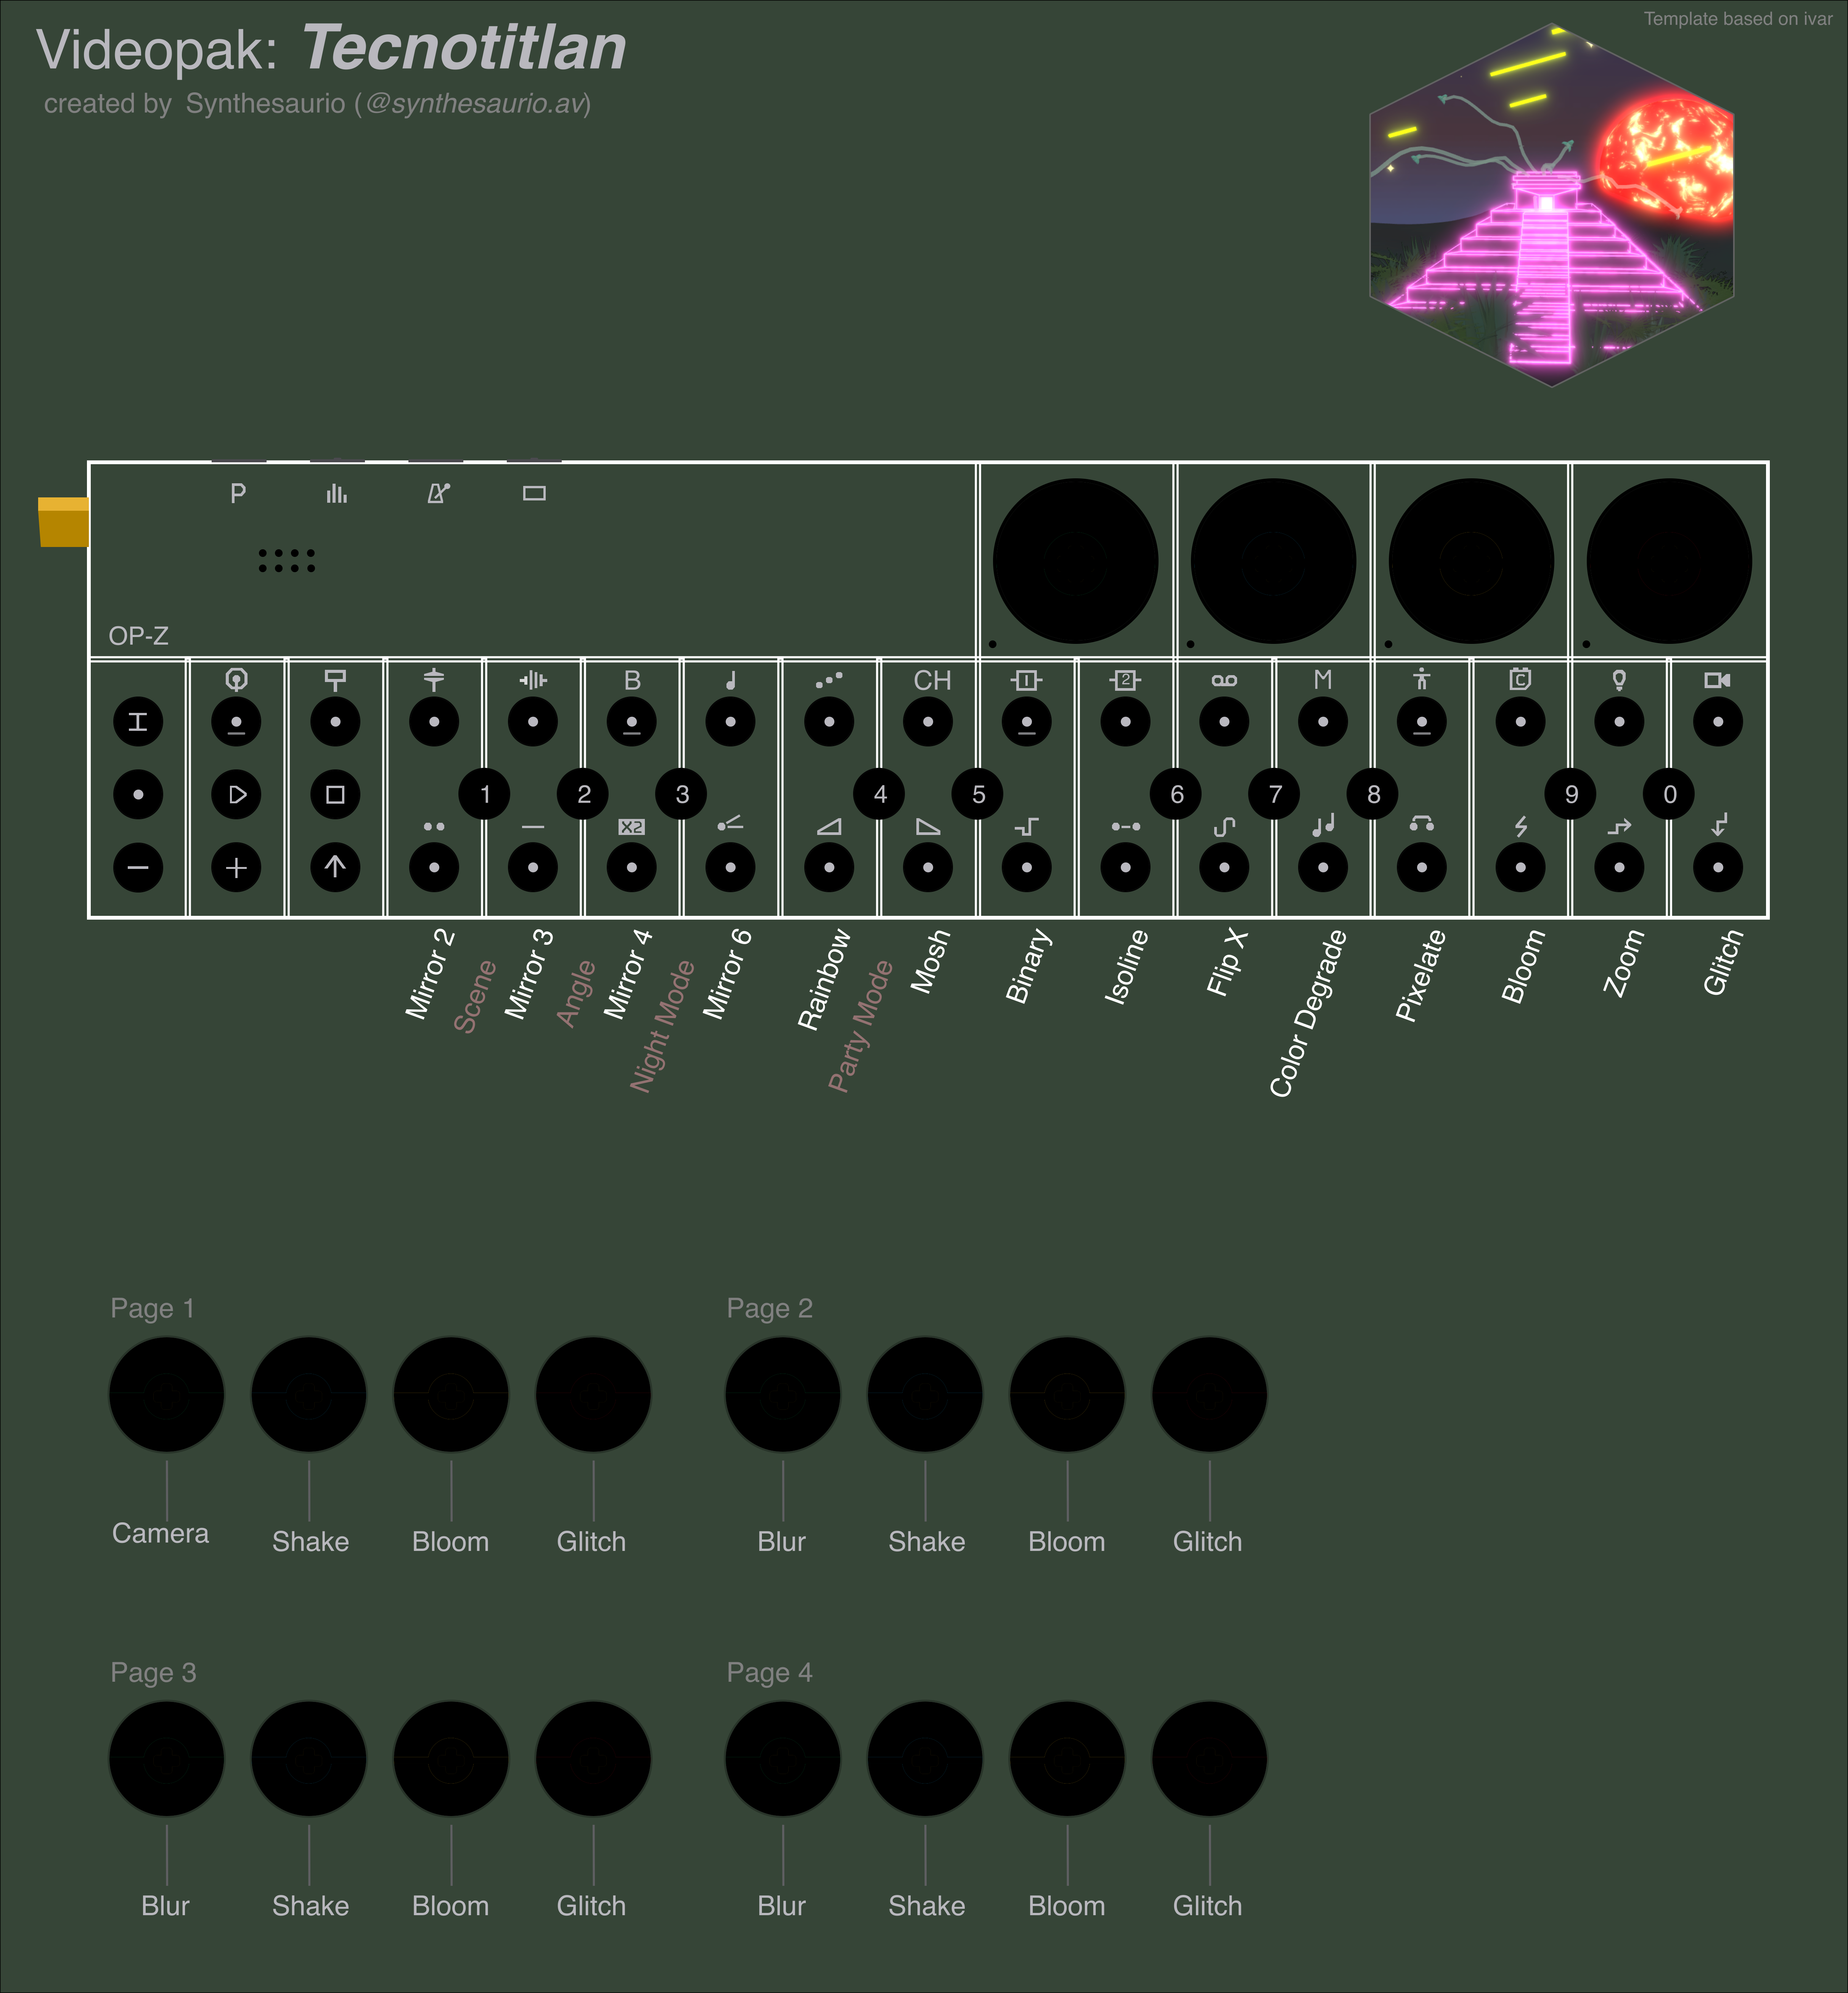 Template based on ivar
Videopak: Tecnotitlan
created by Synthesaurio (@synthesaurio.av)
P
OP-Z
B CH 1 2 M C
1 2 3 4 5 6 7 8 9 0
X2
Mirror 2
Scene
Mirror 3
Angle
Mirror 4
Night Mode
Mirror 6
Rainbow
Party Mode
Mosh
Binary
Isoline
Flip X
Color Degrade
Pixelate
Bloom
Zoom
Glitch
Page 1
Camera Shake Bloom Glitch
Page 2
Blur Shake Bloom Glitch
Page 3
Blur Shake Bloom Glitch
Page 4
Blur Shake Bloom Glitch